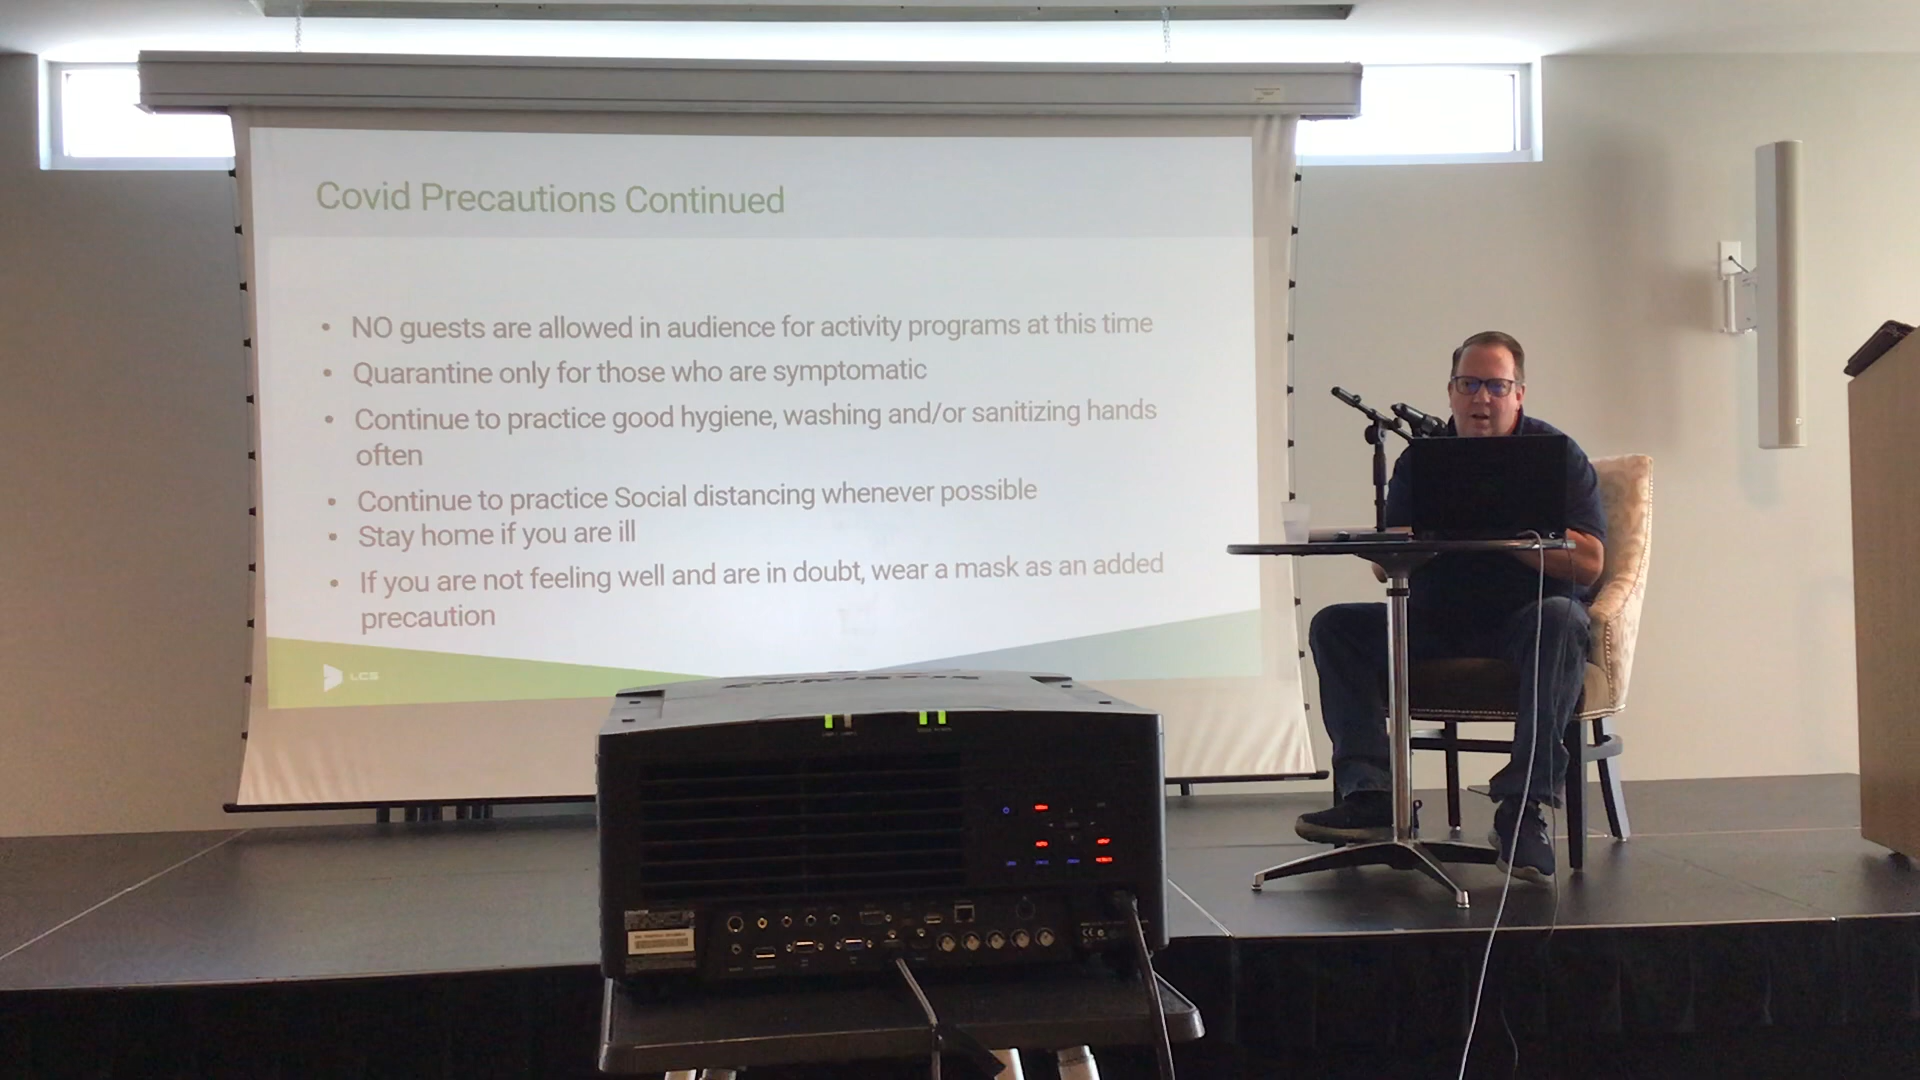 Covid Precautions Continued
• NO guests are allowed in audience for activity programs at this time
• Quarantine only for those who are symptomatic
• Continue to practice good hygiene, washing and/or sanitizing hands
often
• Continue to practice Social distancing whenever possible
• Stay home if you are ill
• If you are not feeling well and are in doubt, wear a mask as an added
precaution
LCS
CHRISTIE